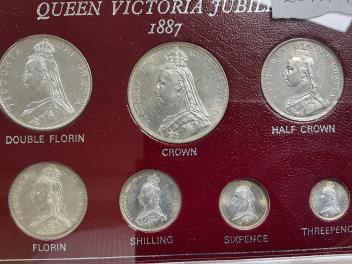 QUEEN VICTORIA JUBIL
1887
DOUBLE FLORIN
CROWN
HALF CROWN
FLORIN
SHILLING
SIXPENCE
THREEPENC